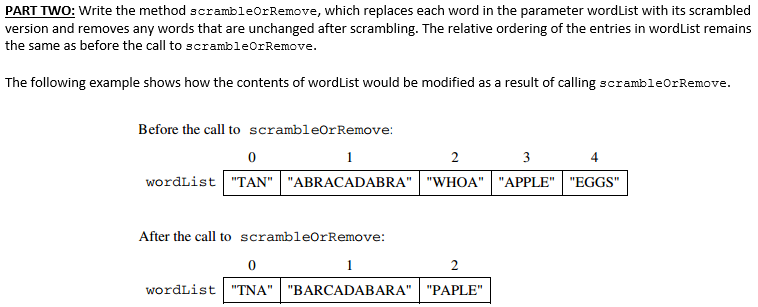 PART TWO: Write the method scrambleOrRemove, which replaces each word in the parameter wordList with its scrambled
version and removes any words that are unchanged after scrambling. The relative ordering of the entries in wordList remains
the same as before the call to scrambleOrRemove.
The following example shows how the contents of wordList would be modified as a result of calling scrambleOrRemove.
Before the call to scrambleOrRemove:
0 1 2 3 4
wordList "TAN" "ABRACADABRA" "WHOA" "APPLE" "EGGS"
After the call to scrambleOrRemove:
0 1 2
wordList "TNA" "BARCADABARA" "PAPLE"